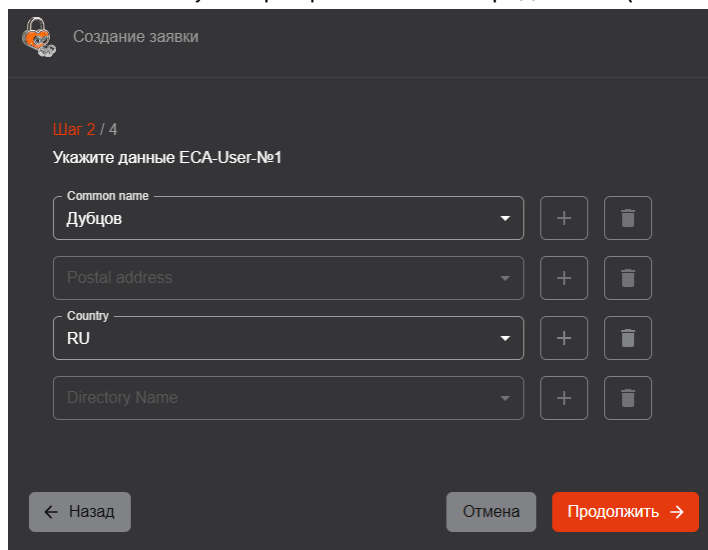 Создание заявки
Шаг 2 / 4
Укажите данные ECA-User-№1
Common name
Дубцов
Postal address
Country
RU
Directory Name
Назад
Отмена
Продолжить